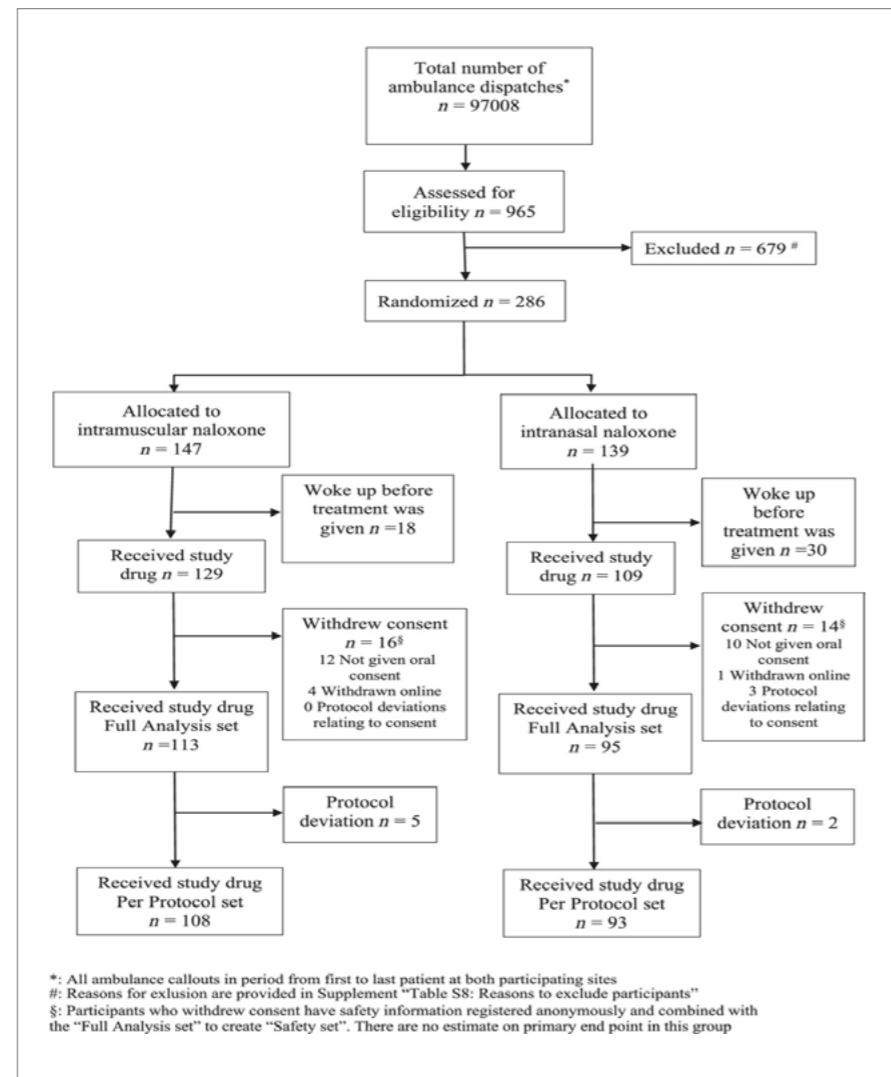 Total number of
ambulance dispatches*
n = 97008
Assessed for
eligibility n = 965
Excluded n = 679 #
Randomized n = 286
Allocated to
intramuscular naloxone
n = 147
Allocated to
intranasal naloxone
n = 139
Woke up before
treatment was
given n =18
Woke up
before
treatment was
given n =30
Received study
drug n = 129
Received study
drug n = 109
Withdrew consent
n = 16§
12 Not given oral
consent
4 Withdrawn online
0 Protocol deviations
relating to consent
Withdrew
consent n = 14§
10 Not given oral
consent
1 Withdrawn online
3 Protocol
deviations relating
to consent
Received study drug
Full Analysis set
n =113
Received study drug
Full Analysis set
n = 95
Protocol
deviation n = 5
Protocol
deviation n = 2
Received study drug
Per Protocol set
n = 108
Received study drug
Per Protocol set
n = 93
*: All ambulance callouts in period from first to last patient at both participating sites
#: Reasons for exlusion are provided in Supplement “Table S8: Reasons to exclude participants”
§: Participants who withdrew consent have safety information registered anonymously and combined with
the “Full Analysis set” to create “Safety set”. There are no estimate on primary end point in this group